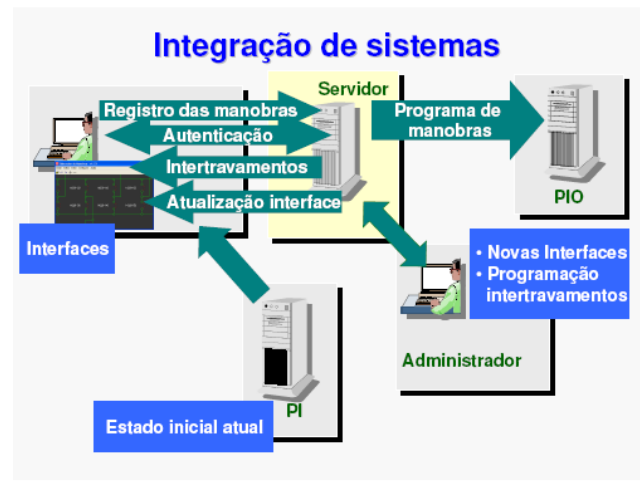 Integração de sistemas
Servidor
Registro das manobras
Autenticação
Intertravamentos
Atualização interface
Programa de
manobras
PIO
Interfaces
• Novas Interfaces
• Programação
intertravamentos
Administrador
PI
Estado inicial atual